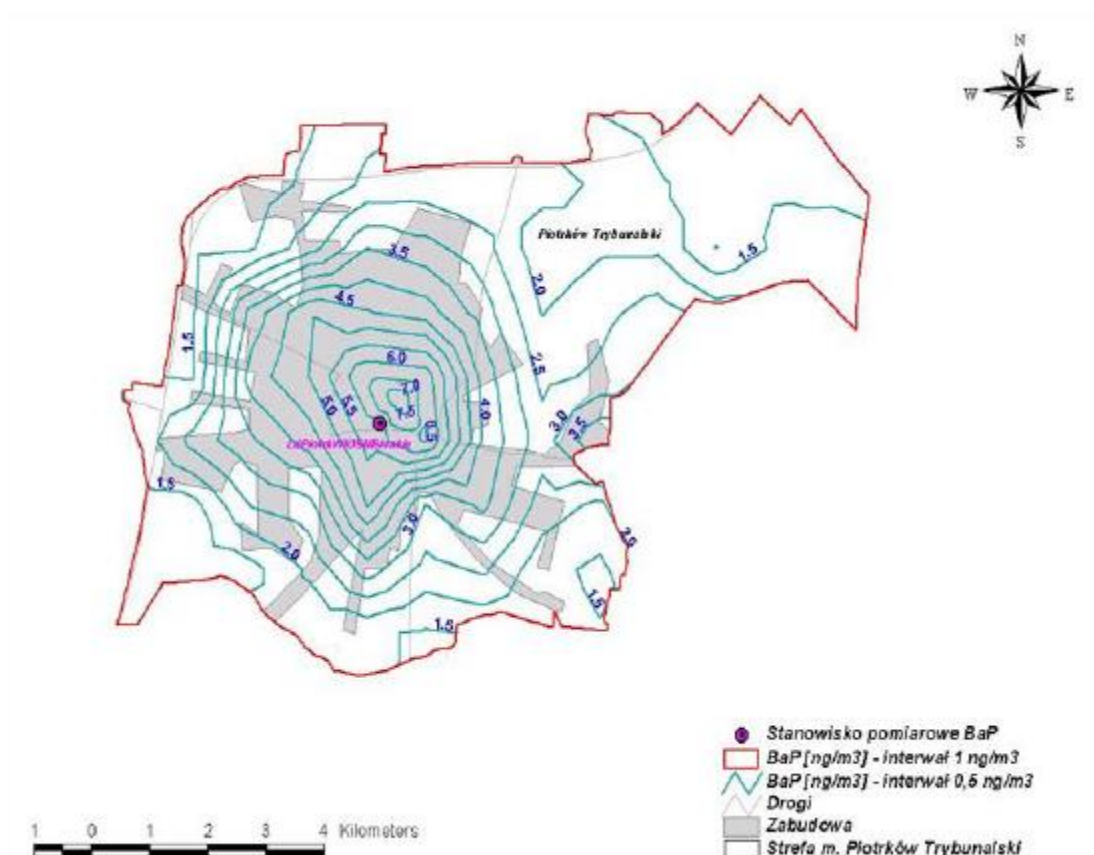 N
W E
S
Piotrków Trybunalski
3.5
1.5
2.0
4.5
1.5
2.5
6.0
7.0
5.0
5.5
7.5
4.0
6.5
3.0
3.5
1.5
3.0
2.0
2.0
1.5
1.5
Stanowisko pomiarowe BaP
BaP [ng/m3] - interwał 1 ng/m3
BaP [ng/m3] - interwał 0,5 ng/m3
Drogi
Zabudowa
Strefa m. Piotrków Trybunalski
1 0 1 2 3 4 Kilometers